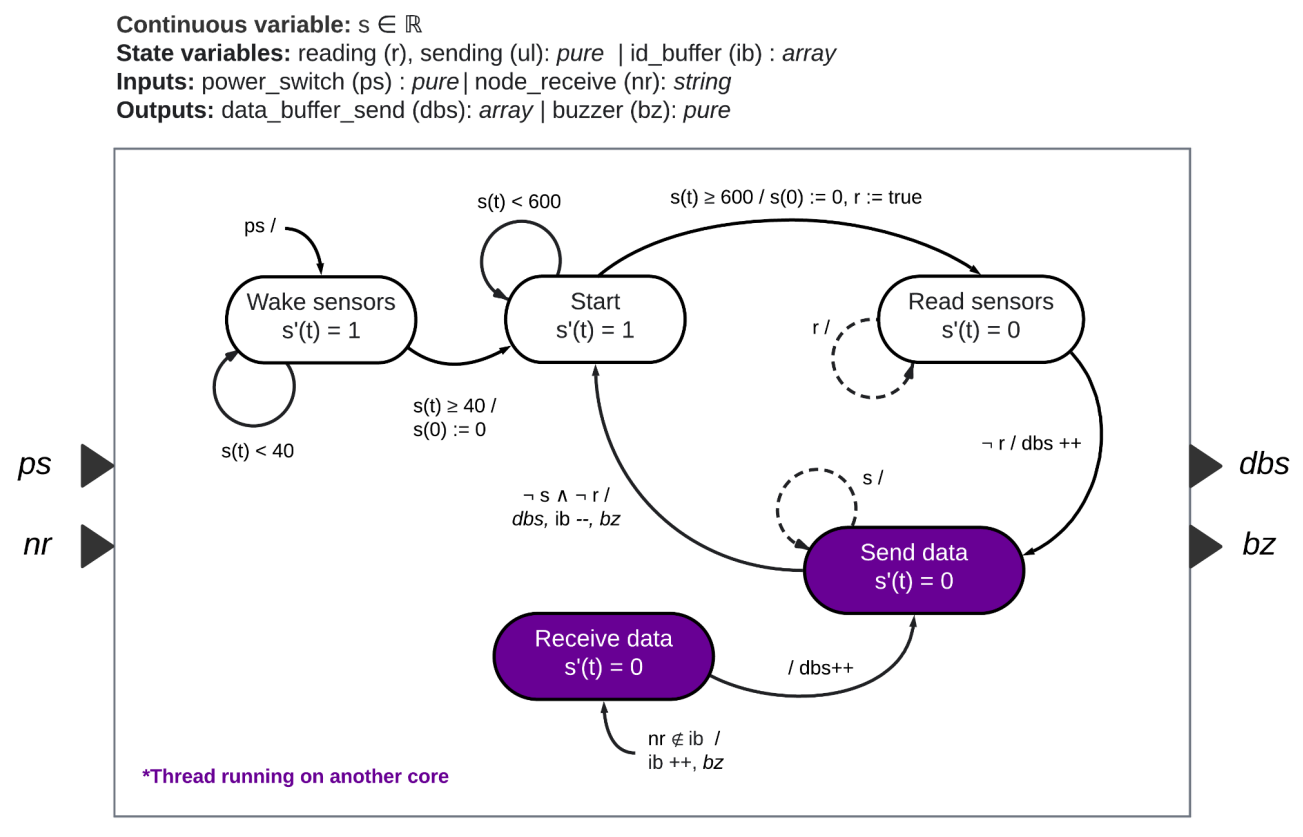 Continuous variable: s ∈ ℝ
State variables: reading (r), sending (ul): pure | id_buffer (ib) : array
Inputs: power_switch (ps) : pure | node_receive (nr): string
Outputs: data_buffer_send (dbs): array | buzzer (bz): pure
s(t) < 600
s(t) ≥ 600 / s(0) := 0, r := true
ps /
Wake sensors
s'(t) = 1
Start
s'(t) = 1
Read sensors
s'(t) = 0
r /
s(t) ≥ 40 /
s(0) := 0
s(t) < 40
¬ r / dbs ++
ps
dbs
s /
¬ s ∧ ¬ r /
dbs, ib --, bz
nr
bz
Send data
s'(t) = 0
Receive data
s'(t) = 0
/ dbs++
nr ∉ ib /
ib ++, bz
*Thread running on another core